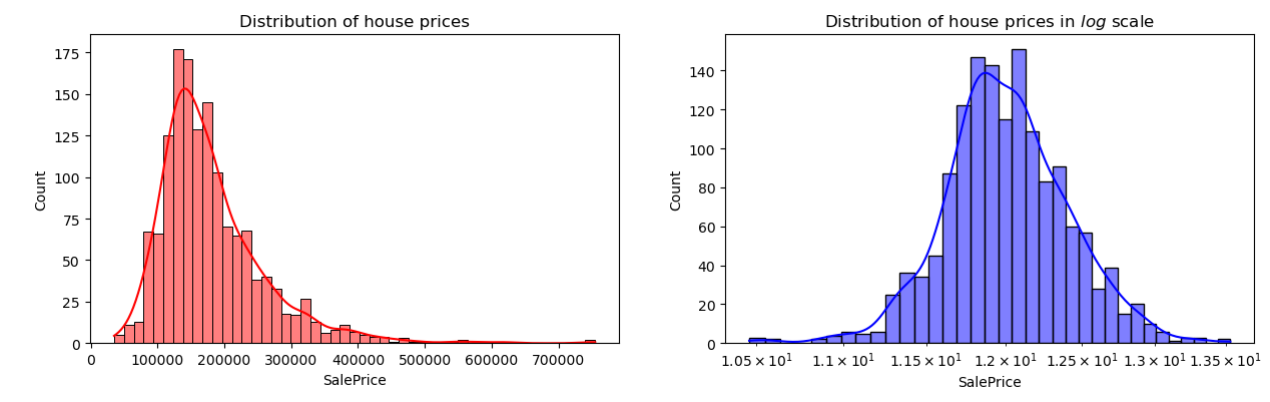 Distribution of house prices
175
150
125
100
75
50
25
0
Count
0 100000 200000 300000 400000 500000 600000 700000
SalePrice
Distribution of house prices in log scale
140
120
100
80
60
40
20
0
Count
1.05 × 10¹ 1.1 × 10¹ 1.15 × 10¹ 1.2 × 10¹ 1.25 × 10¹ 1.3 × 10¹ 1.35 × 10¹
SalePrice